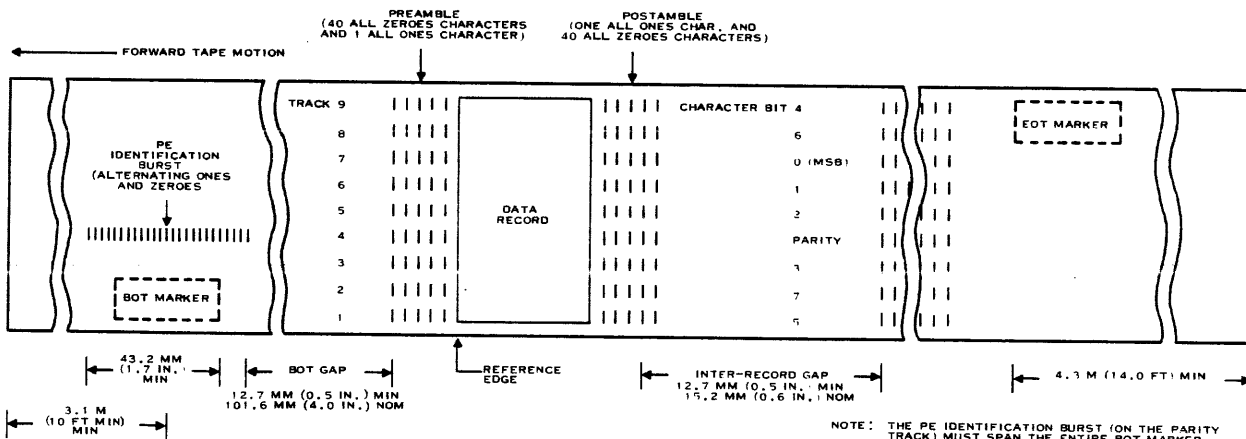 PREAMBLE
(40 ALL ZEROES CHARACTERS
AND 1 ALL ONES CHARACTER)
POSTAMBLE
(ONE ALL ONES CHAR. AND
40 ALL ZEROES CHARACTERS)
FORWARD TAPE MOTION
TRACK 9
8
7
6
5
4
3
2
1
PE
IDENTIFICATION
BURST
(ALTERNATING ONES
AND ZEROES
BOT MARKER
DATA
RECORD
CHARACTER BIT 4
6
0 (MSB)
1
2
PARITY
3
7
5
EOT MARKER
43.2 MM
(1.7 IN.)
MIN
BOT GAP
12.7 MM (0.5 IN.) MIN
101.6 MM (4.0 IN.) NOM
REFERENCE
EDGE
INTER-RECORD GAP
12.7 MM (0.5 IN.) MIN
15.2 MM (0.6 IN.) NOM
4.3 M (14.0 FT) MIN
3.1 M
(10 FT MIN)
MIN
NOTE: THE PE IDENTIFICATION BURST (ON THE PARITY
TRACK) MUST SPAN THE ENTIRE BOT MARKER